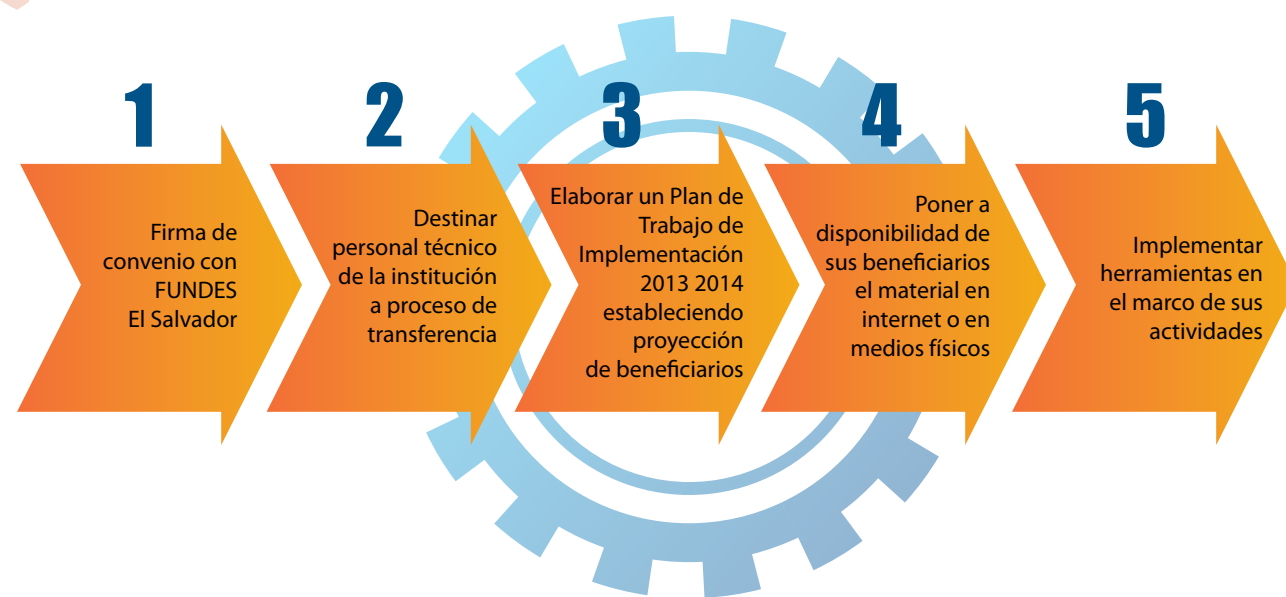 1
Firma de
convenio con
FUNDES
El Salvador
2
Destinar
personal técnico
de la institución
a proceso de
transferencia
3
Elaborar un Plan de
Trabajo de
Implementación
2013 2014
estableciendo
proyección
de beneficiarios
4
Poner a
disponibilidad de
sus beneficiarios
el material en
internet o en
medios físicos
5
Implementar
herramientas en
el marco de sus
actividades